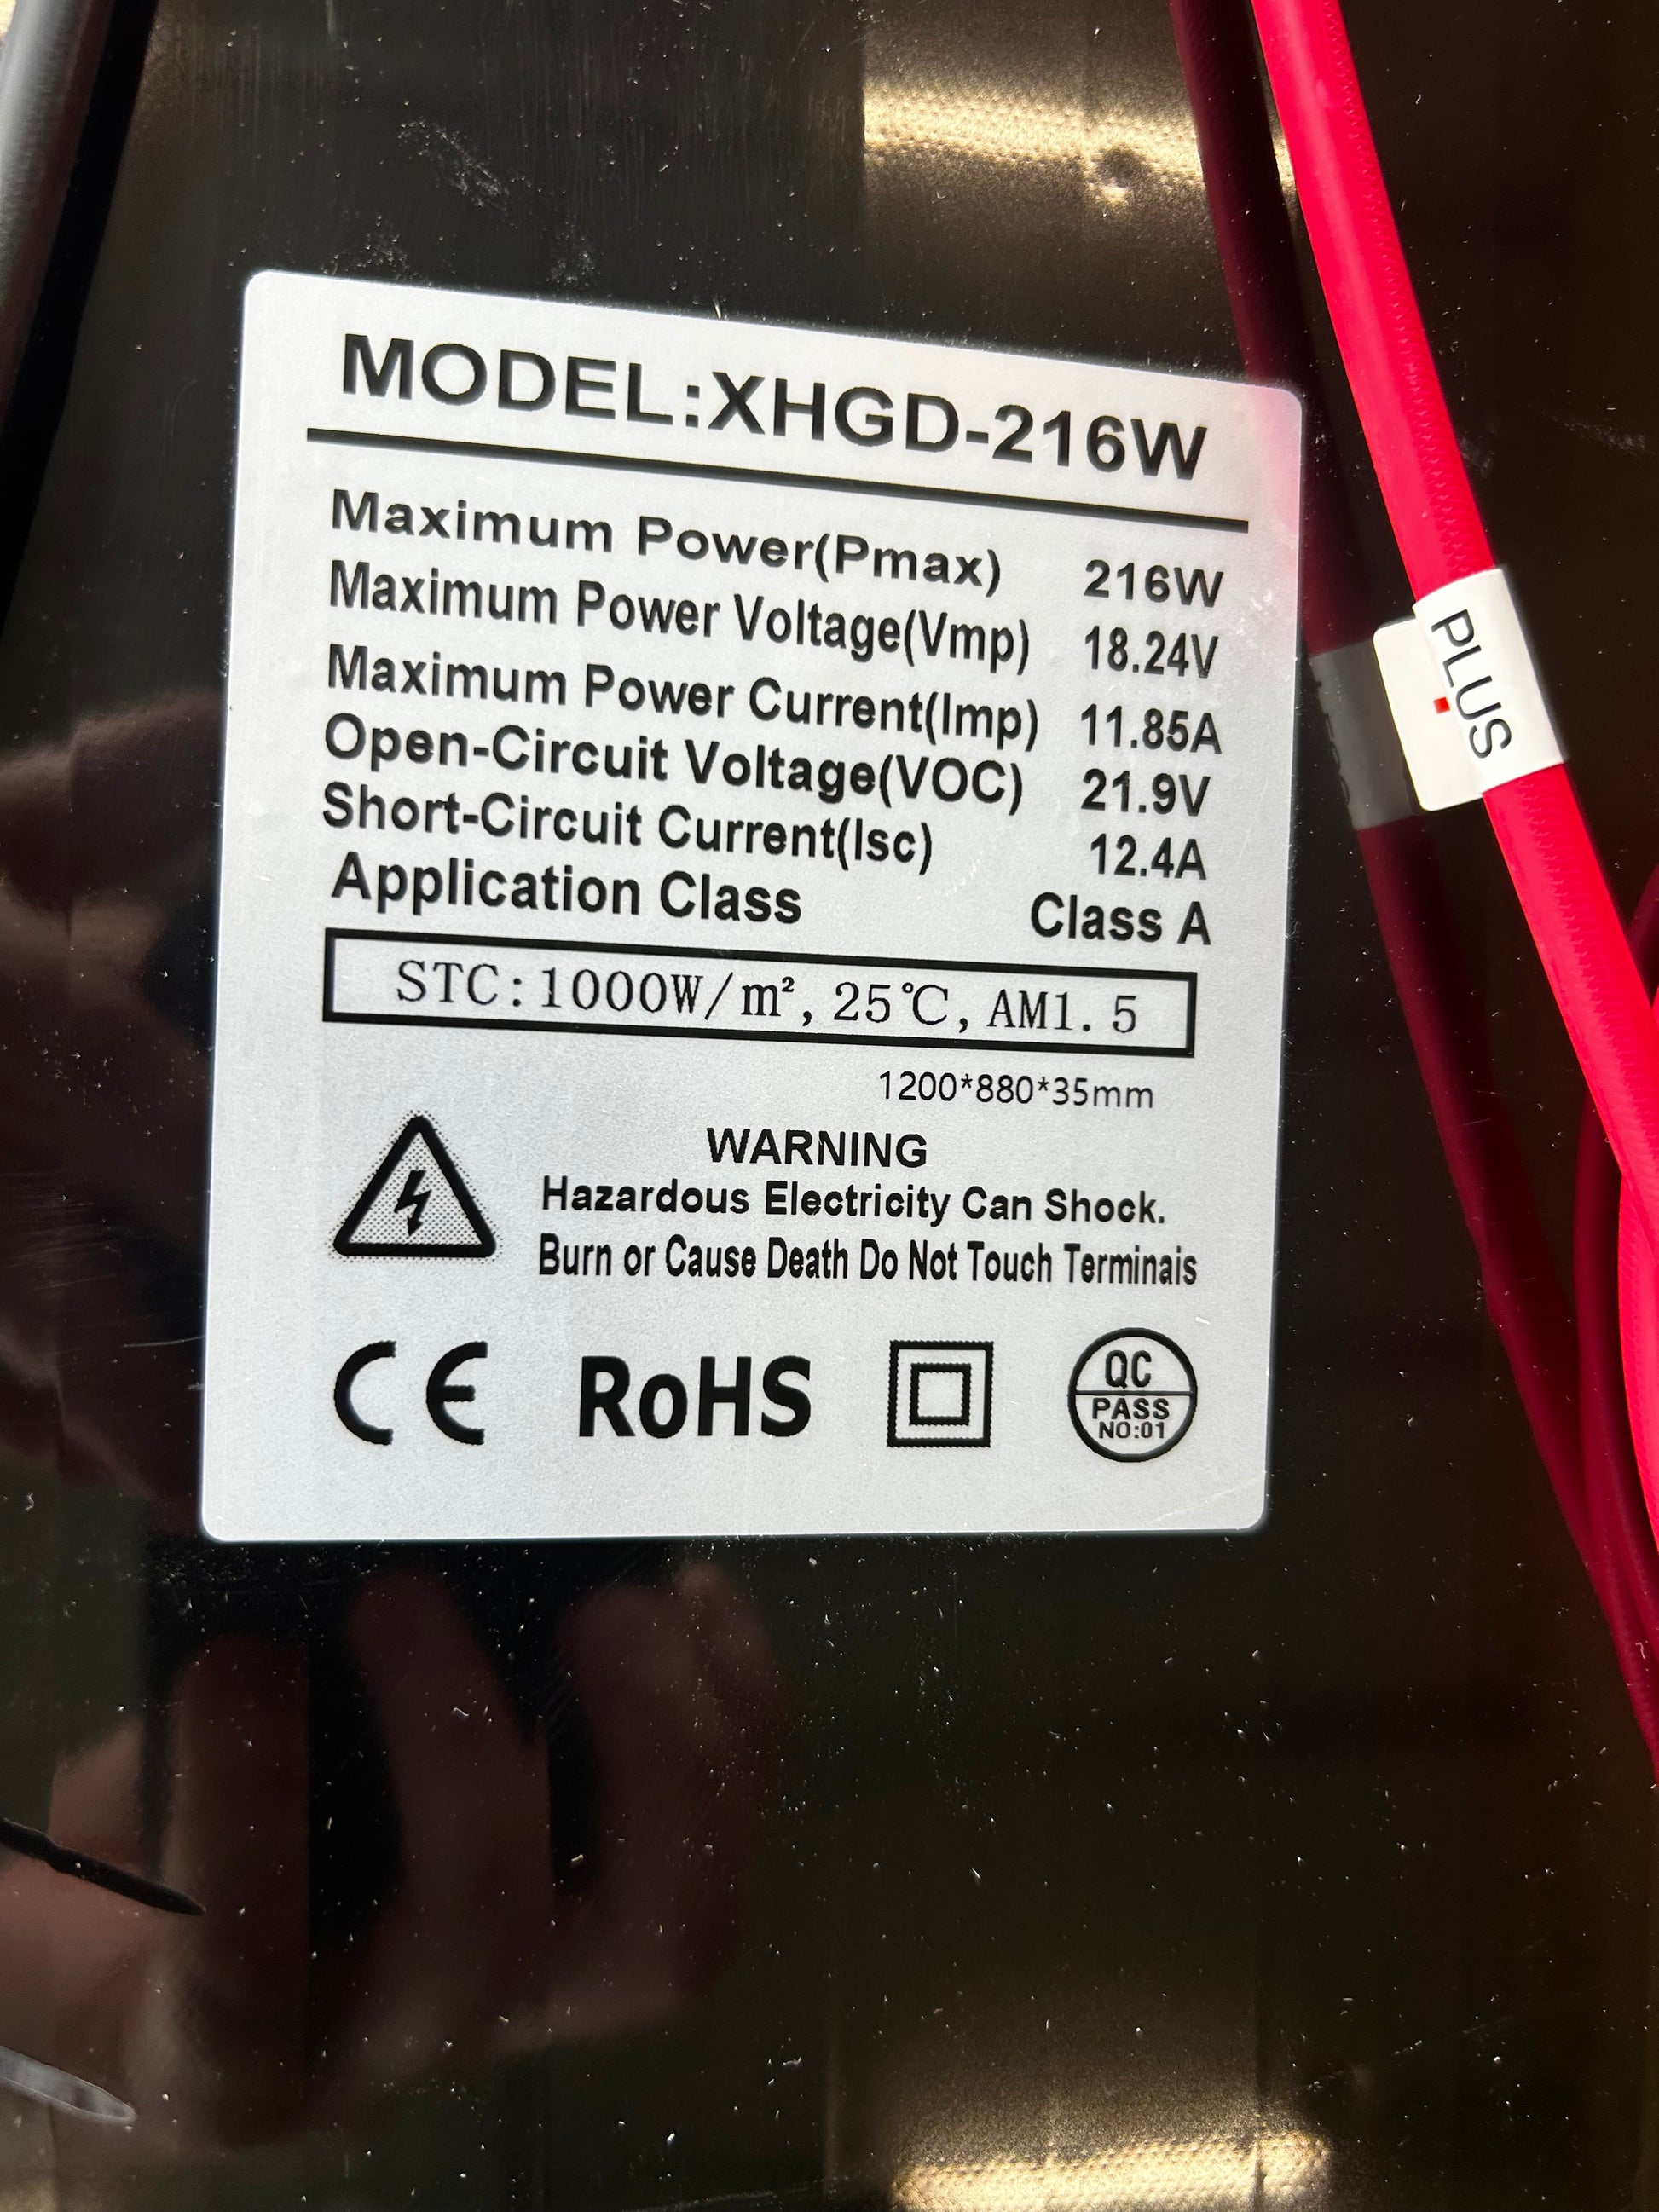 MODEL:XHGD-216W
Maximum Power(Pmax) 216W
Maximum Power Voltage(Vmp) 18.24V
Maximum Power Current(Imp) 11.85A
Open-Circuit Voltage(VOC) 21.9V
Short-Circuit Current(Isc) 12.4A
Application Class Class A
STC:1000W/m²,25℃,AM1.5
1200*880*35mm
WARNING
Hazardous Electricity Can Shock.
Burn or Cause Death Do Not Touch Terminais
CE RoHS
QC
PASS
NO:01
PLUS